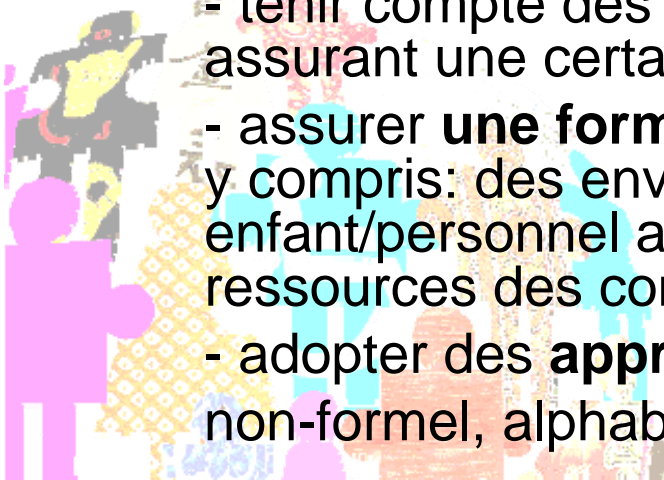 - tenir compte des
assurant une certa
- assurer une form
y compris: des env
enfant/personnel a
ressources des co
- adopter des appr
non-formel, alphab